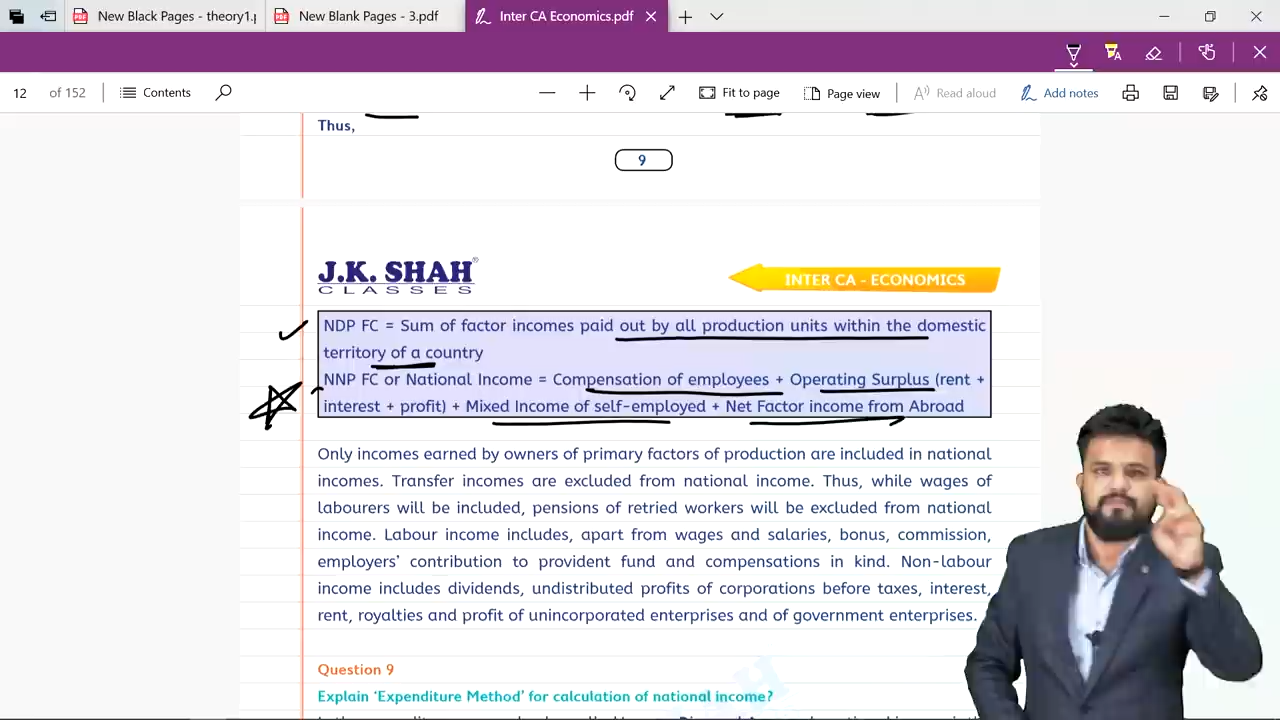 New Black Pages - theory1.p
New Blank Pages - 3.pdf
Inter CA Economics.pdf
12 of 152
Contents
Fit to page
Page view
Read aloud
Add notes
Thus,
9
J.K. SHAH®
CLASSES
INTER CA - ECONOMICS
NDP FC = Sum of factor incomes paid out by all production units within the domestic
territory of a country
NNP FC or National Income = Compensation of employees + Operating Surplus (rent +
interest + profit) + Mixed Income of self-employed + Net Factor income from Abroad
Only incomes earned by owners of primary factors of production are included in national
incomes. Transfer incomes are excluded from national income. Thus, while wages of
labourers will be included, pensions of retried workers will be excluded from national
income. Labour income includes, apart from wages and salaries, bonus, commission,
employers' contribution to provident fund and compensations in kind. Non-labour
income includes dividends, undistributed profits of corporations before taxes, interest,
rent, royalties and profit of unincorporated enterprises and of government enterprises.
Question 9
Explain 'Expenditure Method' for calculation of national income?